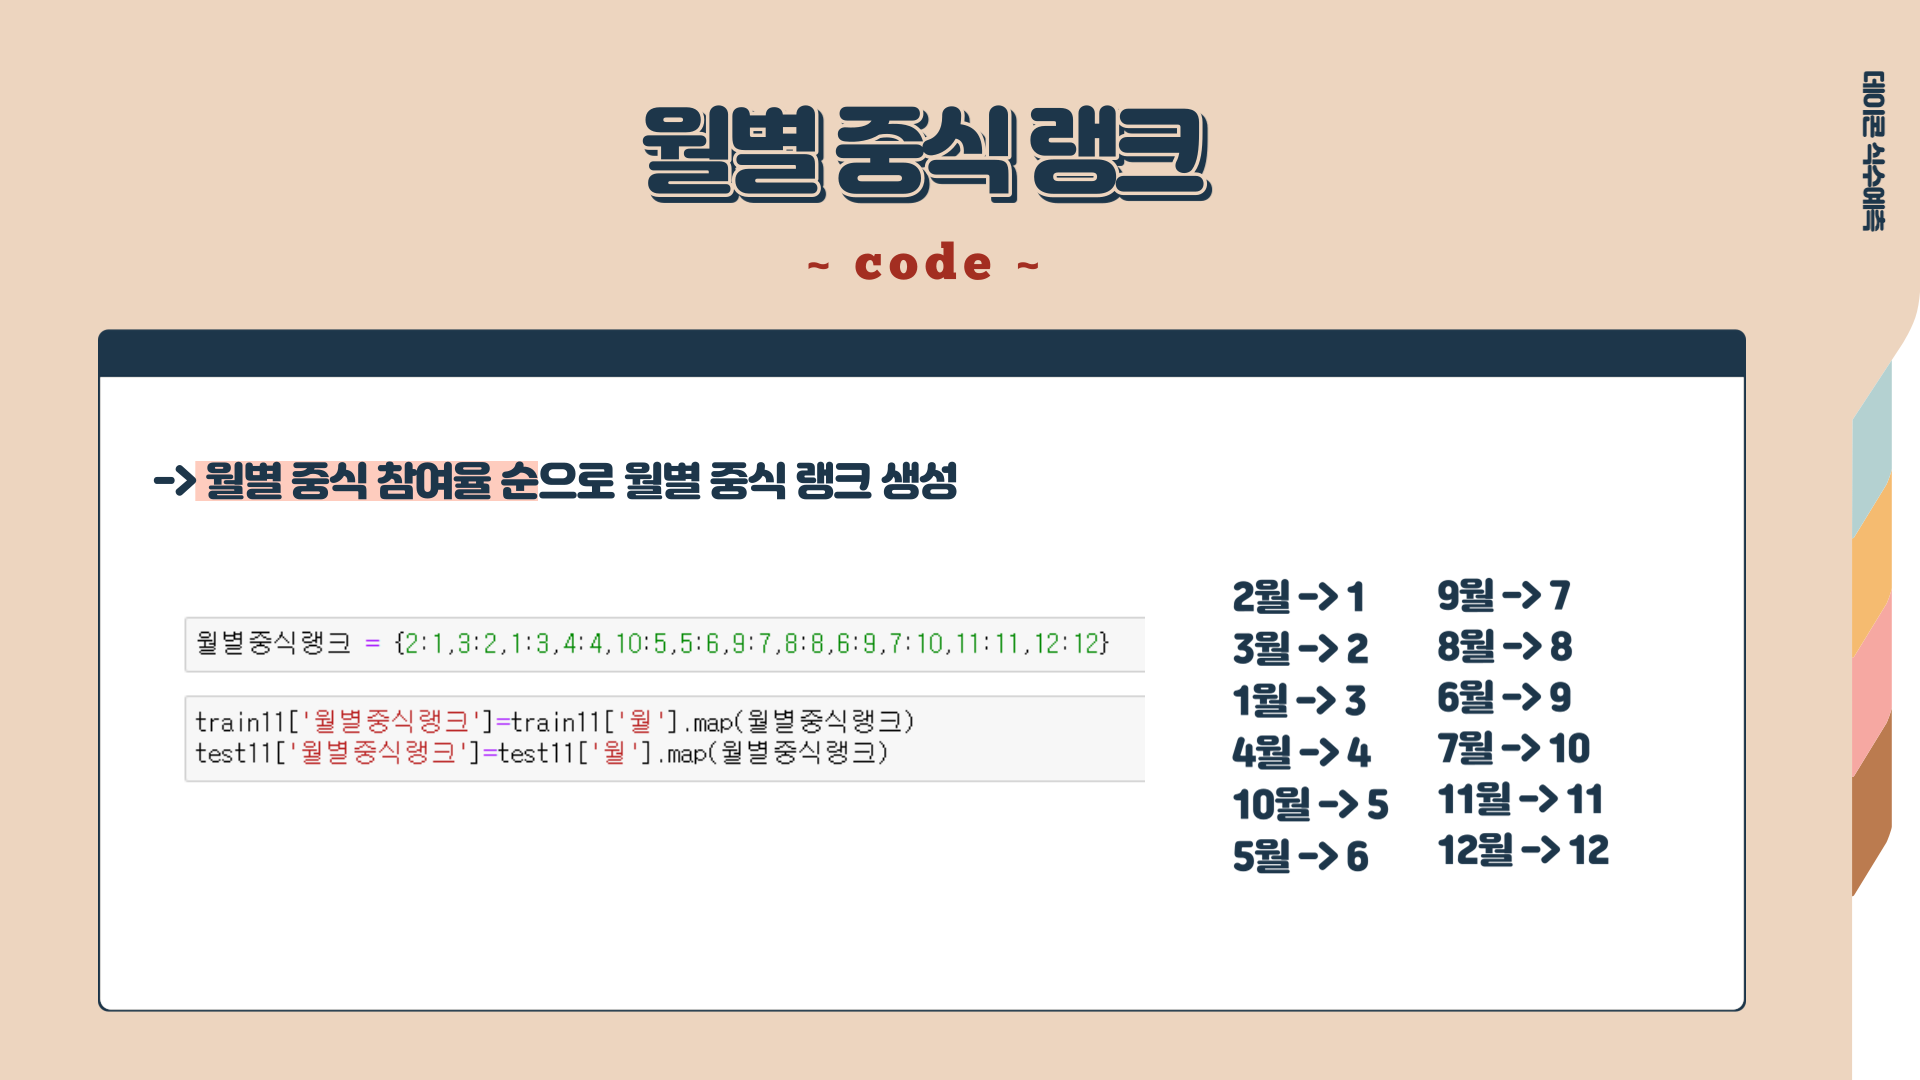 월별 중식 랭크
~ code ~
데이콘 식수예측
-> 월별 중식 참여율 순으로 월별 중식 랭크 생성
월별중식랭크 = {2:1,3:2,1:3,4:4,10:5,5:6,9:7,8:8,6:9,7:10,11:11,12:12}
train11['월별중식랭크']=train11['월'].map(월별중식랭크)
test11['월별중식랭크']=test11['월'].map(월별중식랭크)
2월 -> 1
3월 -> 2
1월 -> 3
4월 -> 4
10월 -> 5
5월 -> 6
9월 -> 7
8월 -> 8
6월 -> 9
7월 -> 10
11월 -> 11
12월 -> 12